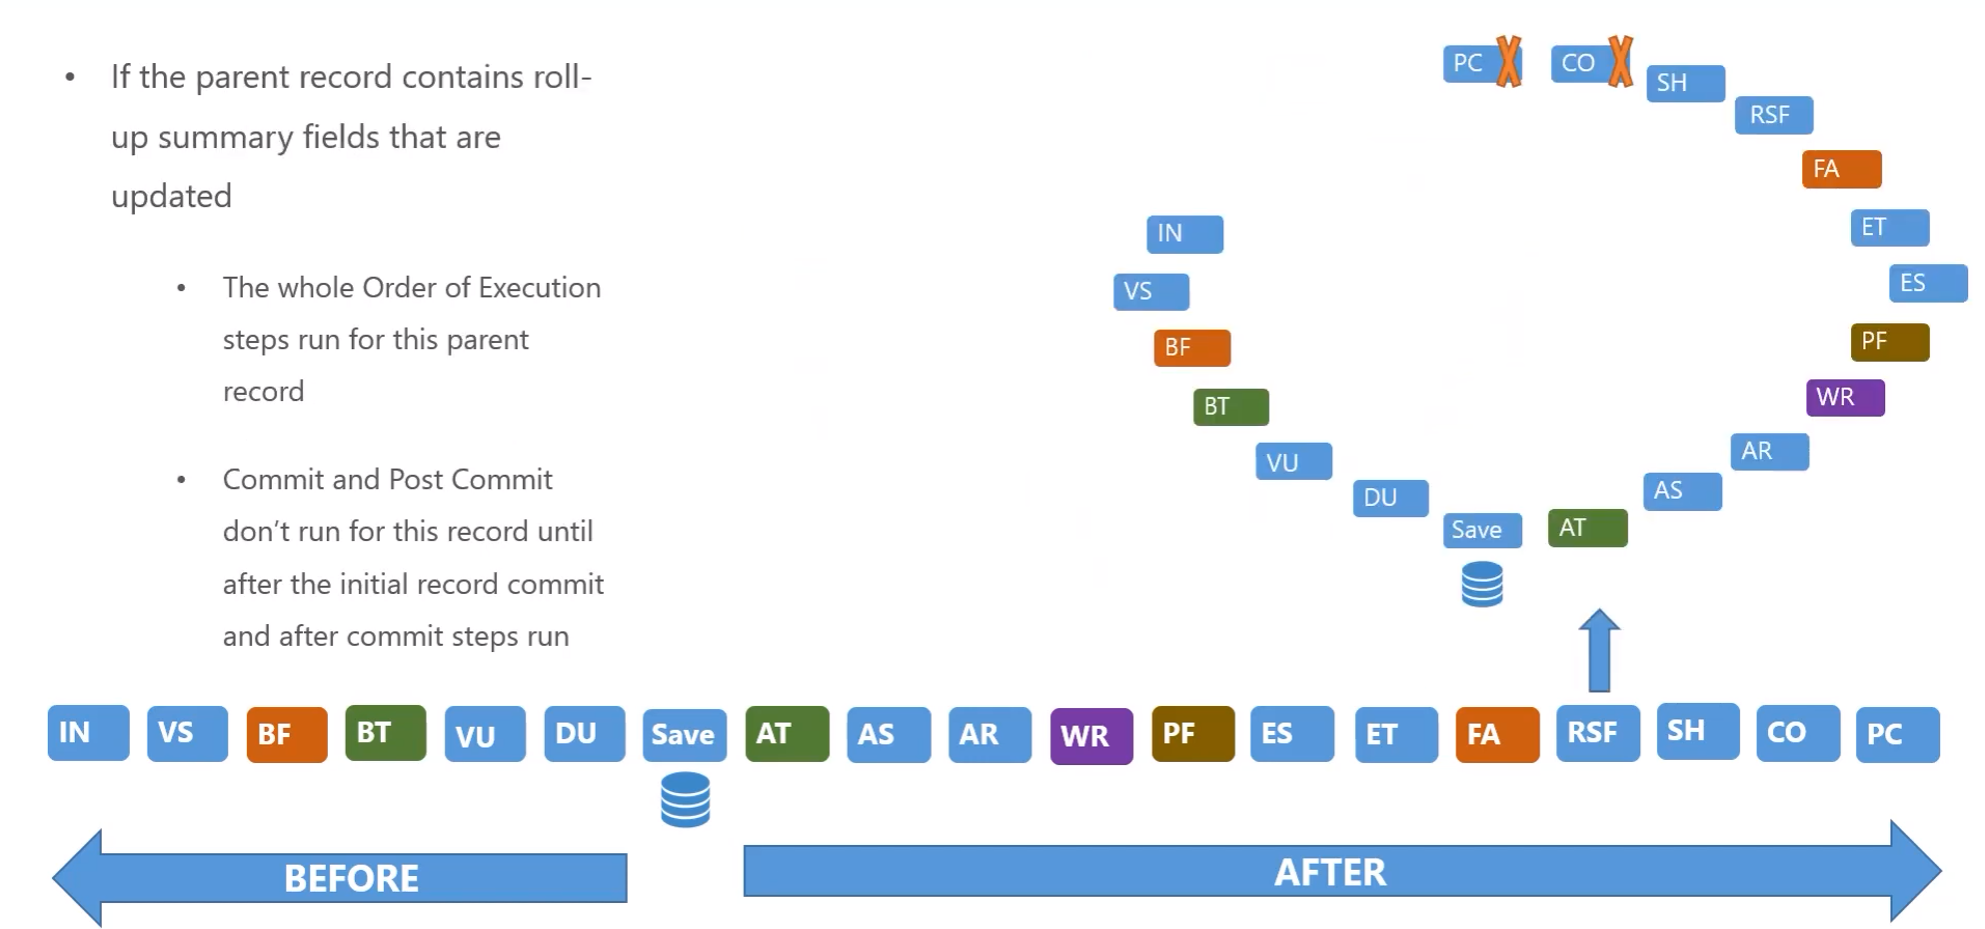 If the parent record contains roll-
up summary fields that are
updated
The whole Order of Execution
steps run for this parent
record
Commit and Post Commit
don’t run for this record until
after the initial record commit
and after commit steps run
PC
CO
SH
RSF
FA
ET
ES
PF
WR
AR
AS
AT
Save
DU
VU
BT
BF
VS
IN
IN VS BF BT VU DU Save AT AS AR WR PF ES ET FA RSF SH CO PC
BEFORE
AFTER